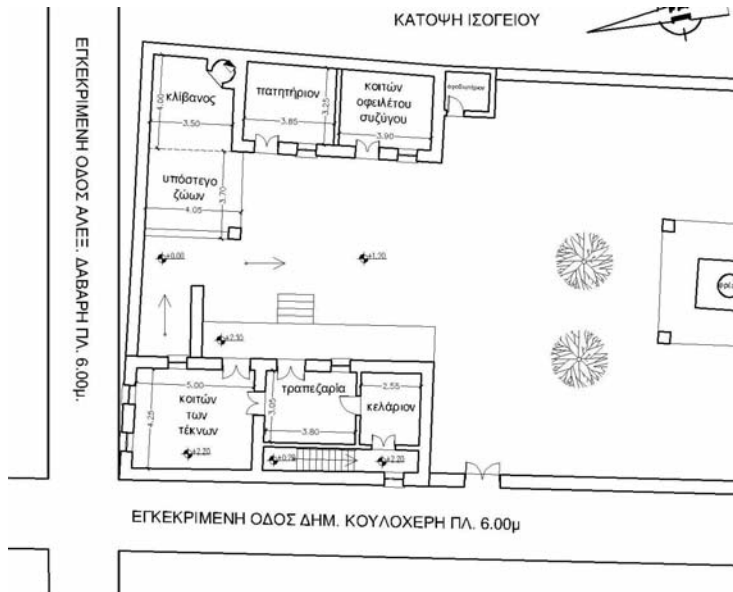 ΚΑΤΟΨΗ ΙΣΟΓΕΙΟΥ
ΕΓΚΕΚΡΙΜΕΝΗ ΟΔΟΣ ΑΛΕΞ. ΔΑΒΑΡΗ ΠΛ. 6.00μ.
κλίβανος
4.00
3.50
πατητήριον
3.25
3.85
κοιτών
οφειλέτου
συζύγου
3.90
υπόστεγο
ζώων
3.70
4.05
+0.00
+1.20
+2.30
5.00
4.25
κοιτών
των
τέκνων
+2.20
τραπεζαρία
3.05
3.80
2.55
κελάριον
+0.70
+2.20
ΕΓΚΕΚΡΙΜΕΝΗ ΟΔΟΣ ΔΗΜ. ΚΟΥΛΟΧΕΡΗ ΠΛ. 6.00μ